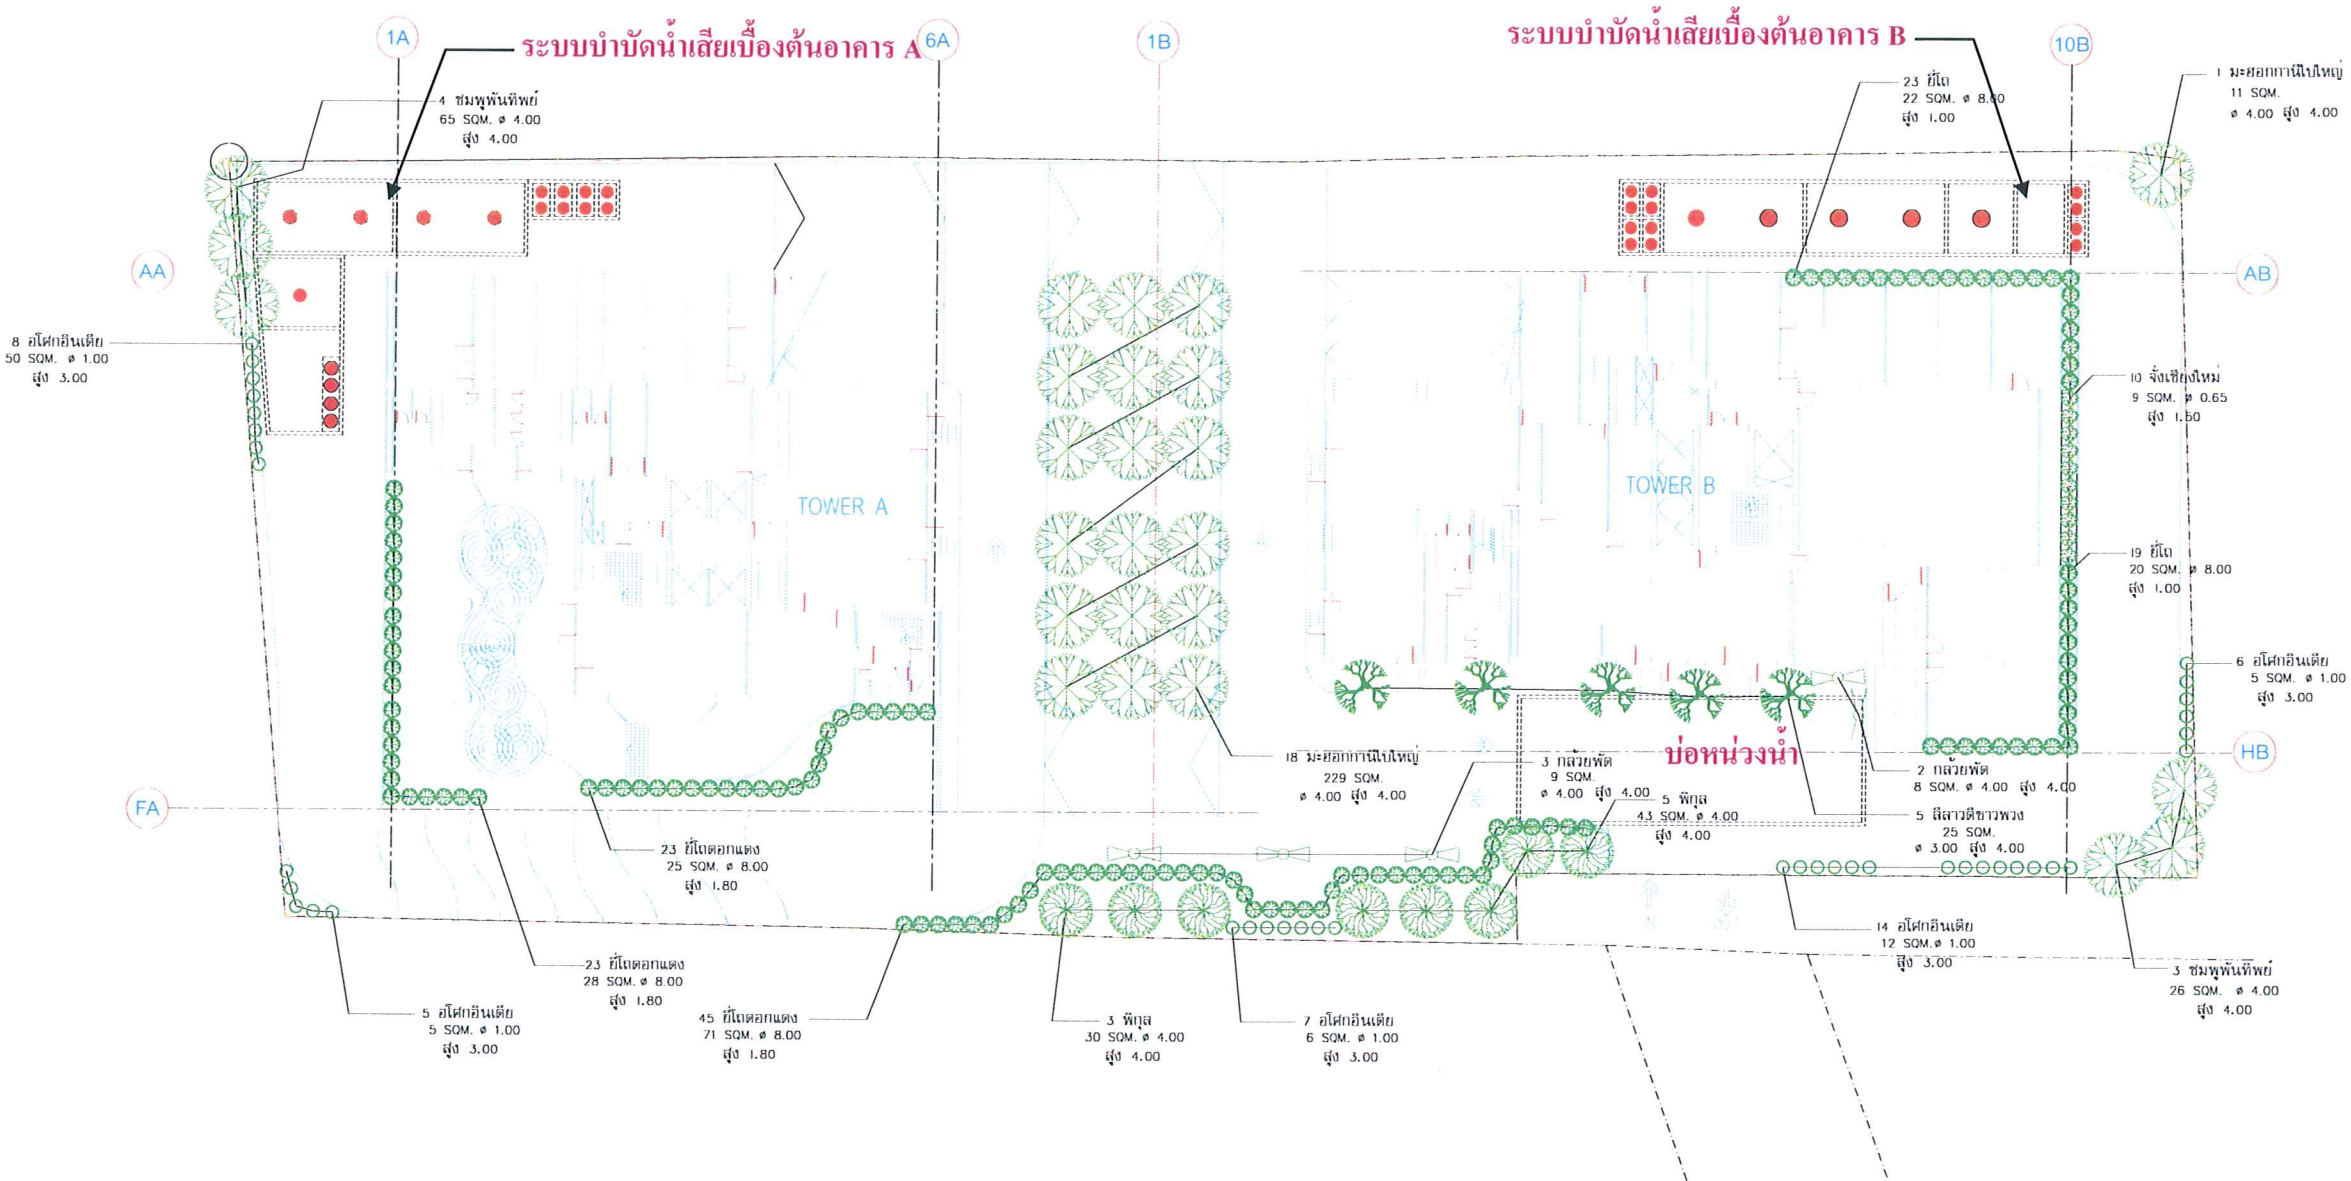 1A
ระบบบำบัดน้ำเสียเบื้องต้นอาคาร A
6A
1B
ระบบบำบัดน้ำเสียเบื้องต้นอาคาร B
10B
4 ชมพูพันทิพย์
65 SQM. ø 4.00
สูง 4.00
23 ยี่โถ
22 SQM. ø 8.00
สูง 1.00
1 มะฮอกกานีใบใหญ่
11 SQM.
ø 4.00 สูง 4.00
AA
AB
8 อโศกอินเดีย
50 SQM. ø 1.00
สูง 3.00
10 จั๋งเชียงใหม่
9 SQM. ø 0.65
สูง 1.50
TOWER A
TOWER B
19 ยี่โถ
20 SQM. ø 8.00
สูง 1.00
6 อโศกอินเดีย
5 SQM. ø 1.00
สูง 3.00
18 มะฮอกกานีใบใหญ่
229 SQM.
ø 4.00 สูง 4.00
3 กล้วยพัด
9 SQM.
ø 4.00 สูง 4.00
บ่อหน่วงน้ำ
HB
2 กล้วยพัด
8 SQM. ø 4.00 สูง 4.00
5 พิกุล
43 SQM. ø 4.00
สูง 4.00
5 ลีลาวดีขาวพวง
25 SQM.
ø 3.00 สูง 4.00
FA
23 ยี่โถดอกแดง
25 SQM. ø 8.00
สูง 1.80
23 ยี่โถดอกแดง
28 SQM. ø 8.00
สูง 1.80
14 อโศกอินเดีย
12 SQM. ø 1.00
สูง 3.00
3 ชมพูพันทิพย์
26 SQM. ø 4.00
สูง 4.00
5 อโศกอินเดีย
5 SQM. ø 1.00
สูง 3.00
45 ยี่โถดอกแดง
71 SQM. ø 8.00
สูง 1.80
3 พิกุล
30 SQM. ø 4.00
สูง 4.00
7 อโศกอินเดีย
6 SQM. ø 1.00
สูง 3.00